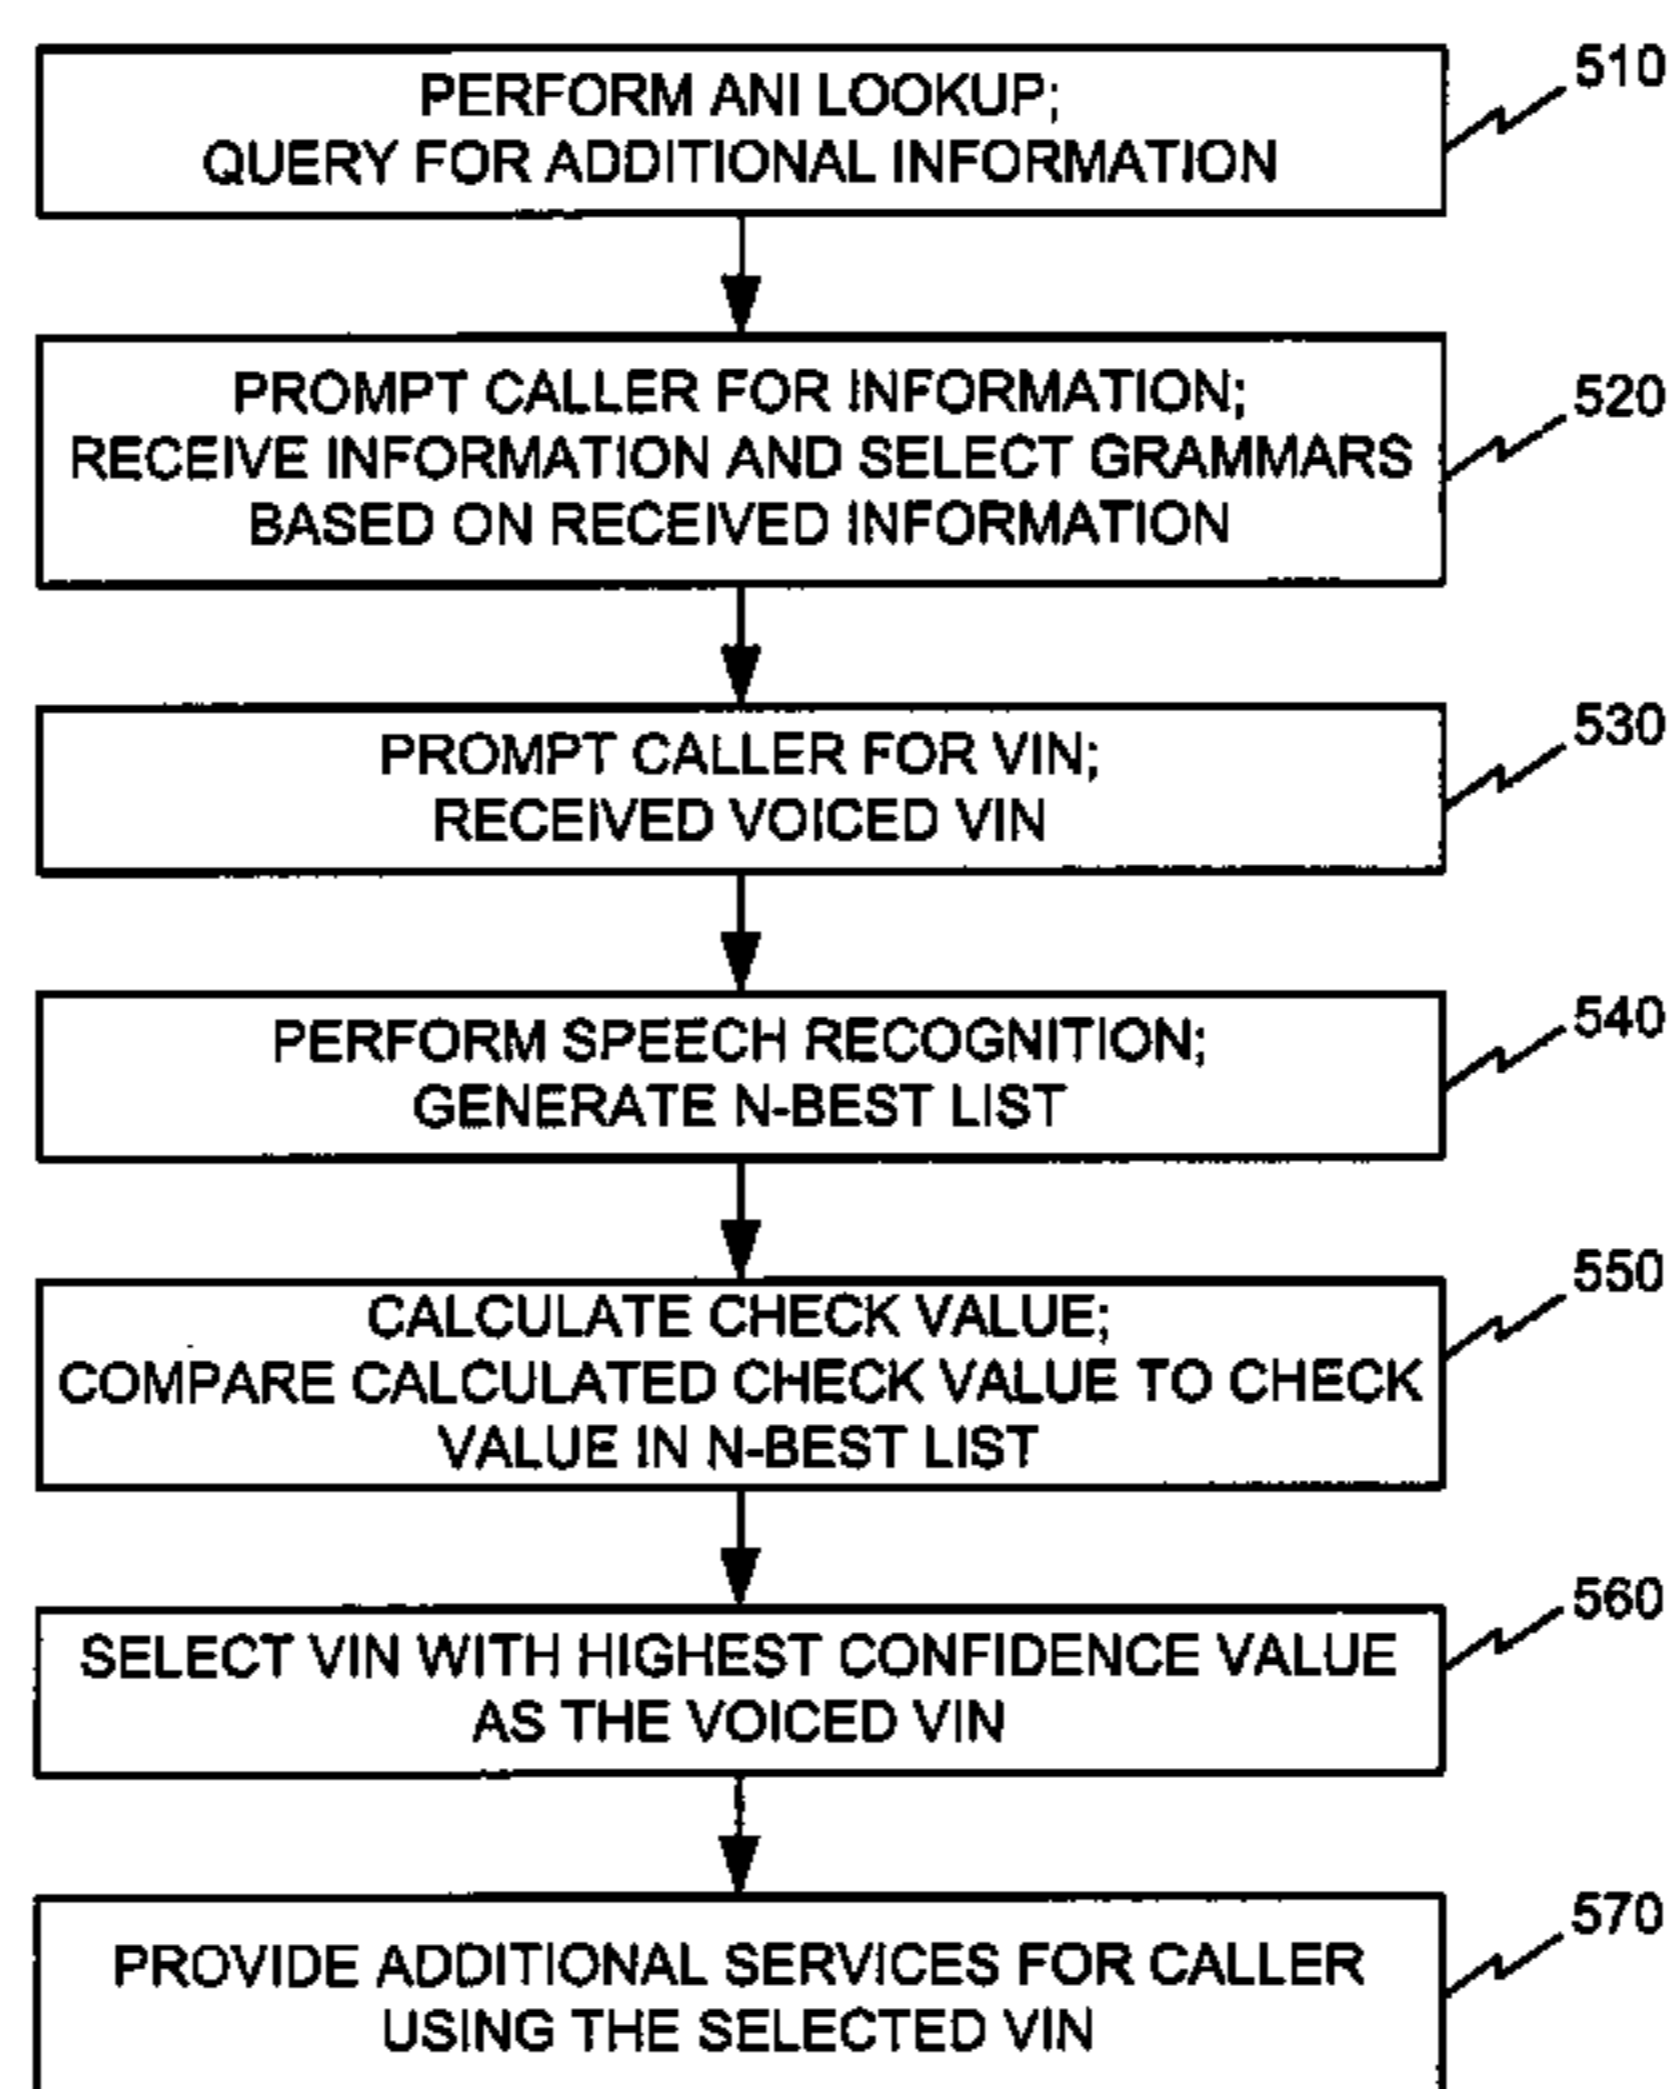 PERFORM ANI LOOKUP;
QUERY FOR ADDITIONAL INFORMATION
510
PROMPT CALLER FOR INFORMATION;
RECEIVE INFORMATION AND SELECT GRAMMARS
BASED ON RECEIVED INFORMATION
520
PROMPT CALLER FOR VIN;
RECEIVED VOICED VIN
530
PERFORM SPEECH RECOGNITION;
GENERATE N-BEST LIST
540
CALCULATE CHECK VALUE;
COMPARE CALCULATED CHECK VALUE TO CHECK
VALUE IN N-BEST LIST
550
SELECT VIN WITH HIGHEST CONFIDENCE VALUE
AS THE VOICED VIN
560
PROVIDE ADDITIONAL SERVICES FOR CALLER
USING THE SELECTED VIN
570